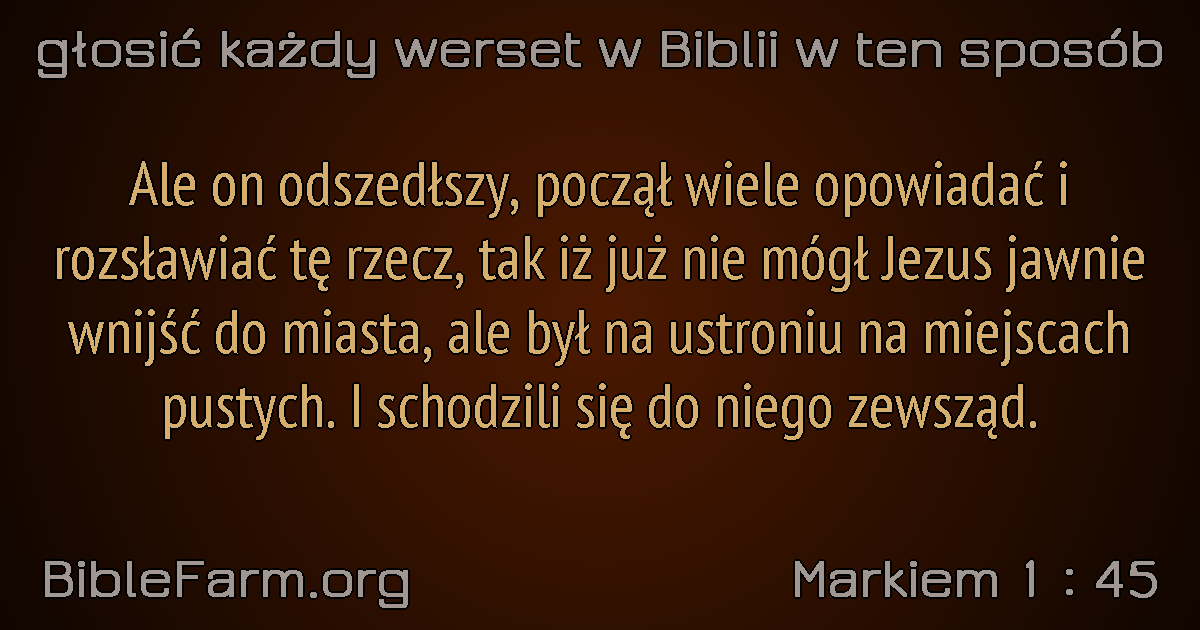 głosić każdy werset w Biblii w ten sposób
Ale on odszedłszy, począł wiele opowiadać i
rozsławiać tę rzecz, tak iż już nie mógł Jezus jawnie
wnijść do miasta, ale był na ustroniu na miejscach
pustych. I schodzili się do niego zewsząd.
BibleFarm.org
Markiem 1 : 45